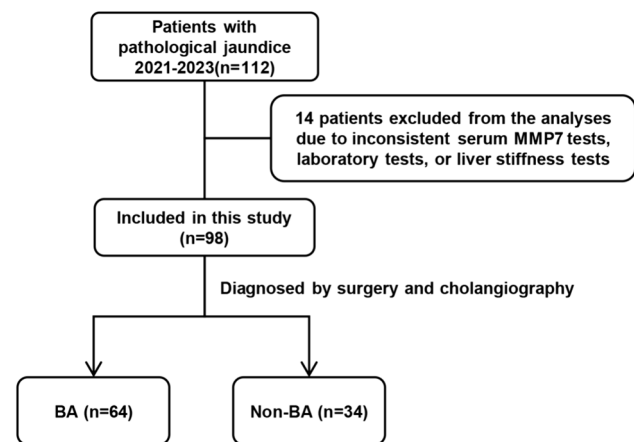 Patients with
pathological jaundice
2021-2023(n=112)
14 patients excluded from the analyses
due to inconsistent serum MMP7 tests,
laboratory tests, or liver stiffness tests
Included in this study
(n=98)
Diagnosed by surgery and cholangiography
BA (n=64)
Non-BA (n=34)